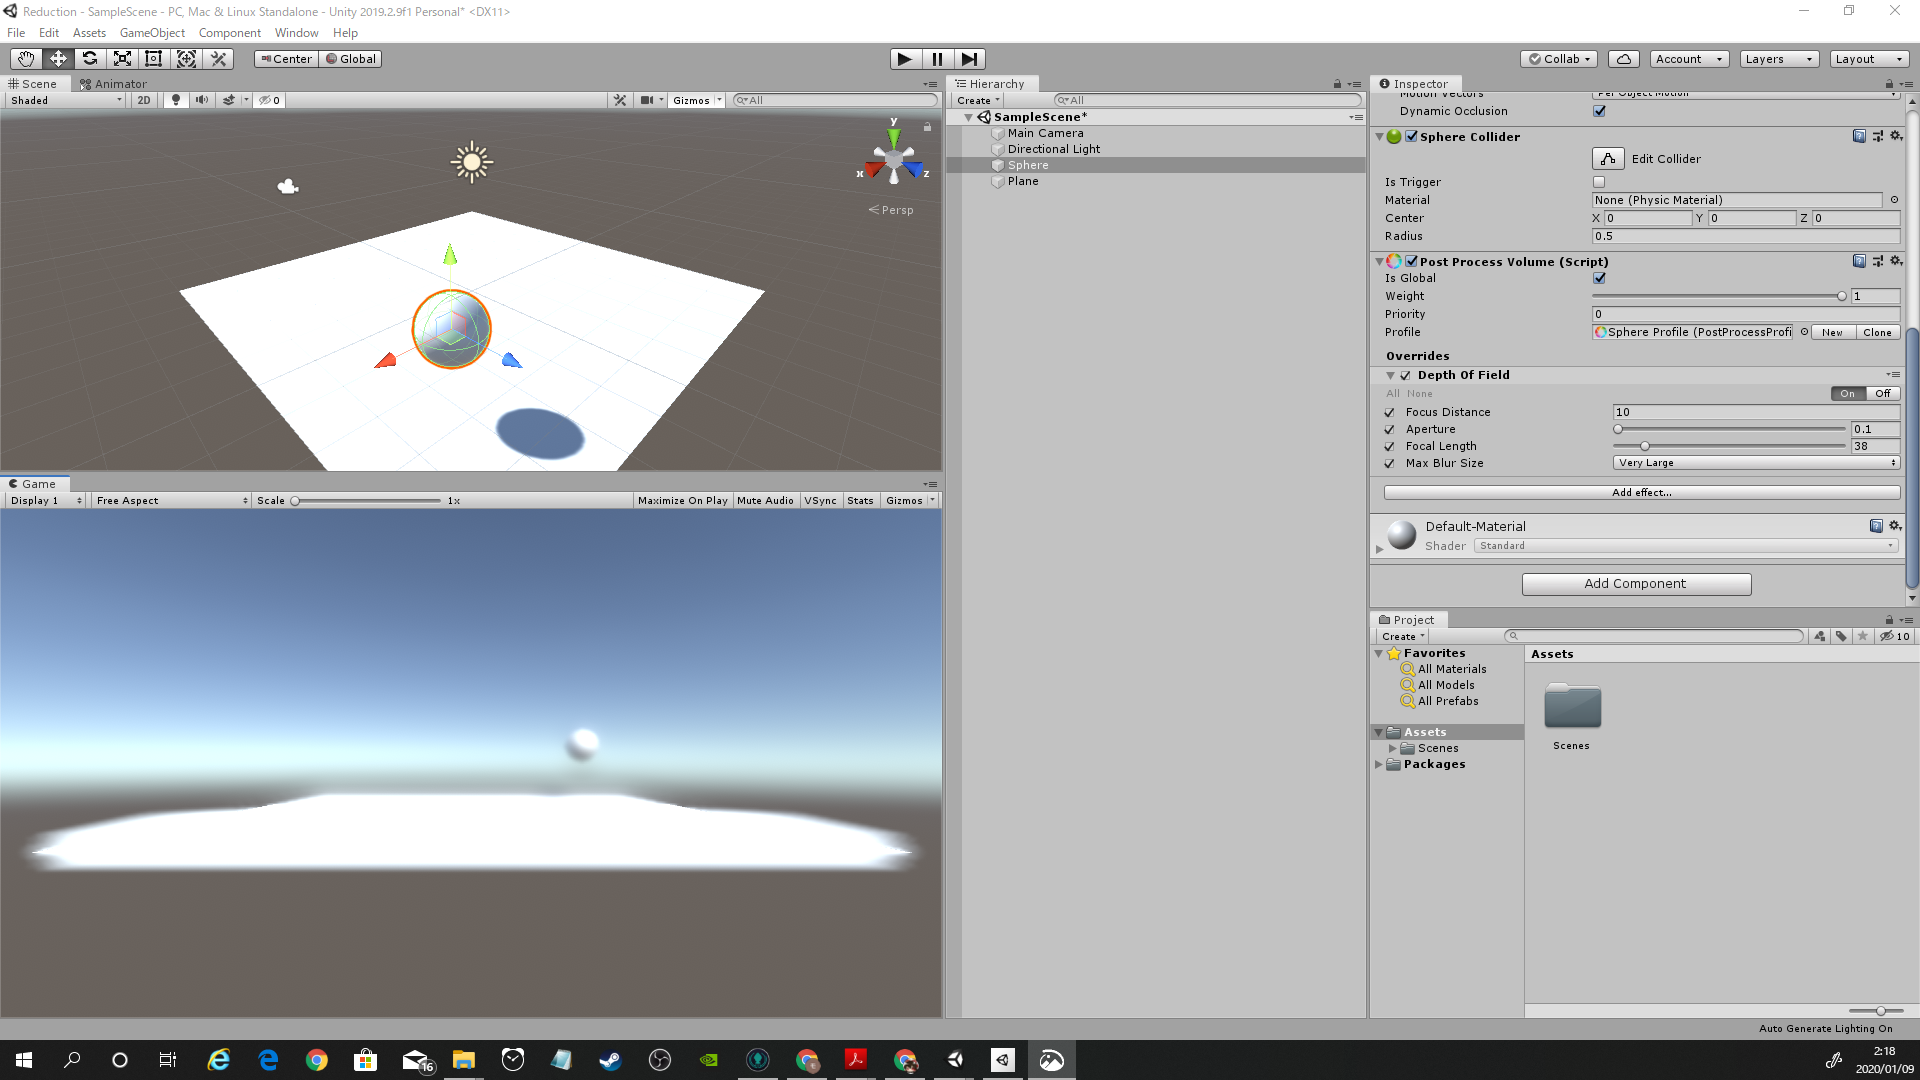 Reduction - SampleScene - PC, Mac & Linux Standalone - Unity 2019.2.9f1 Personal* <DX11>
File Edit Assets GameObject Component Window Help
Center Global Collab Account Layers Layout
Scene Animator
Shaded 2D 0 Gizmos All
y
x z
Persp
Game
Display 1 Free Aspect Scale 1x Maximize On Play Mute Audio VSync Stats Gizmos
Hierarchy
Create All
SampleScene*
Main Camera
Directional Light
Sphere
Plane
Inspector
Motion Vectors Per Object Motion
Dynamic Occlusion
Sphere Collider
Edit Collider
Is Trigger
Material None (Physic Material)
Center X 0 Y 0 Z 0
Radius 0.5
Post Process Volume (Script)
Is Global
Weight 1
Priority 0
Profile Sphere Profile (PostProcessProfi New Clone
Overrides
Depth Of Field
All None On Off
Focus Distance 10
Aperture 0.1
Focal Length 38
Max Blur Size Very Large
Add effect...
Default-Material
Shader Standard
Add Component
Project
Create 10
Favorites
All Materials
All Models
All Prefabs
Assets
Scenes
Packages
Assets
Scenes
Auto Generate Lighting On
16
2:18
2020/01/09